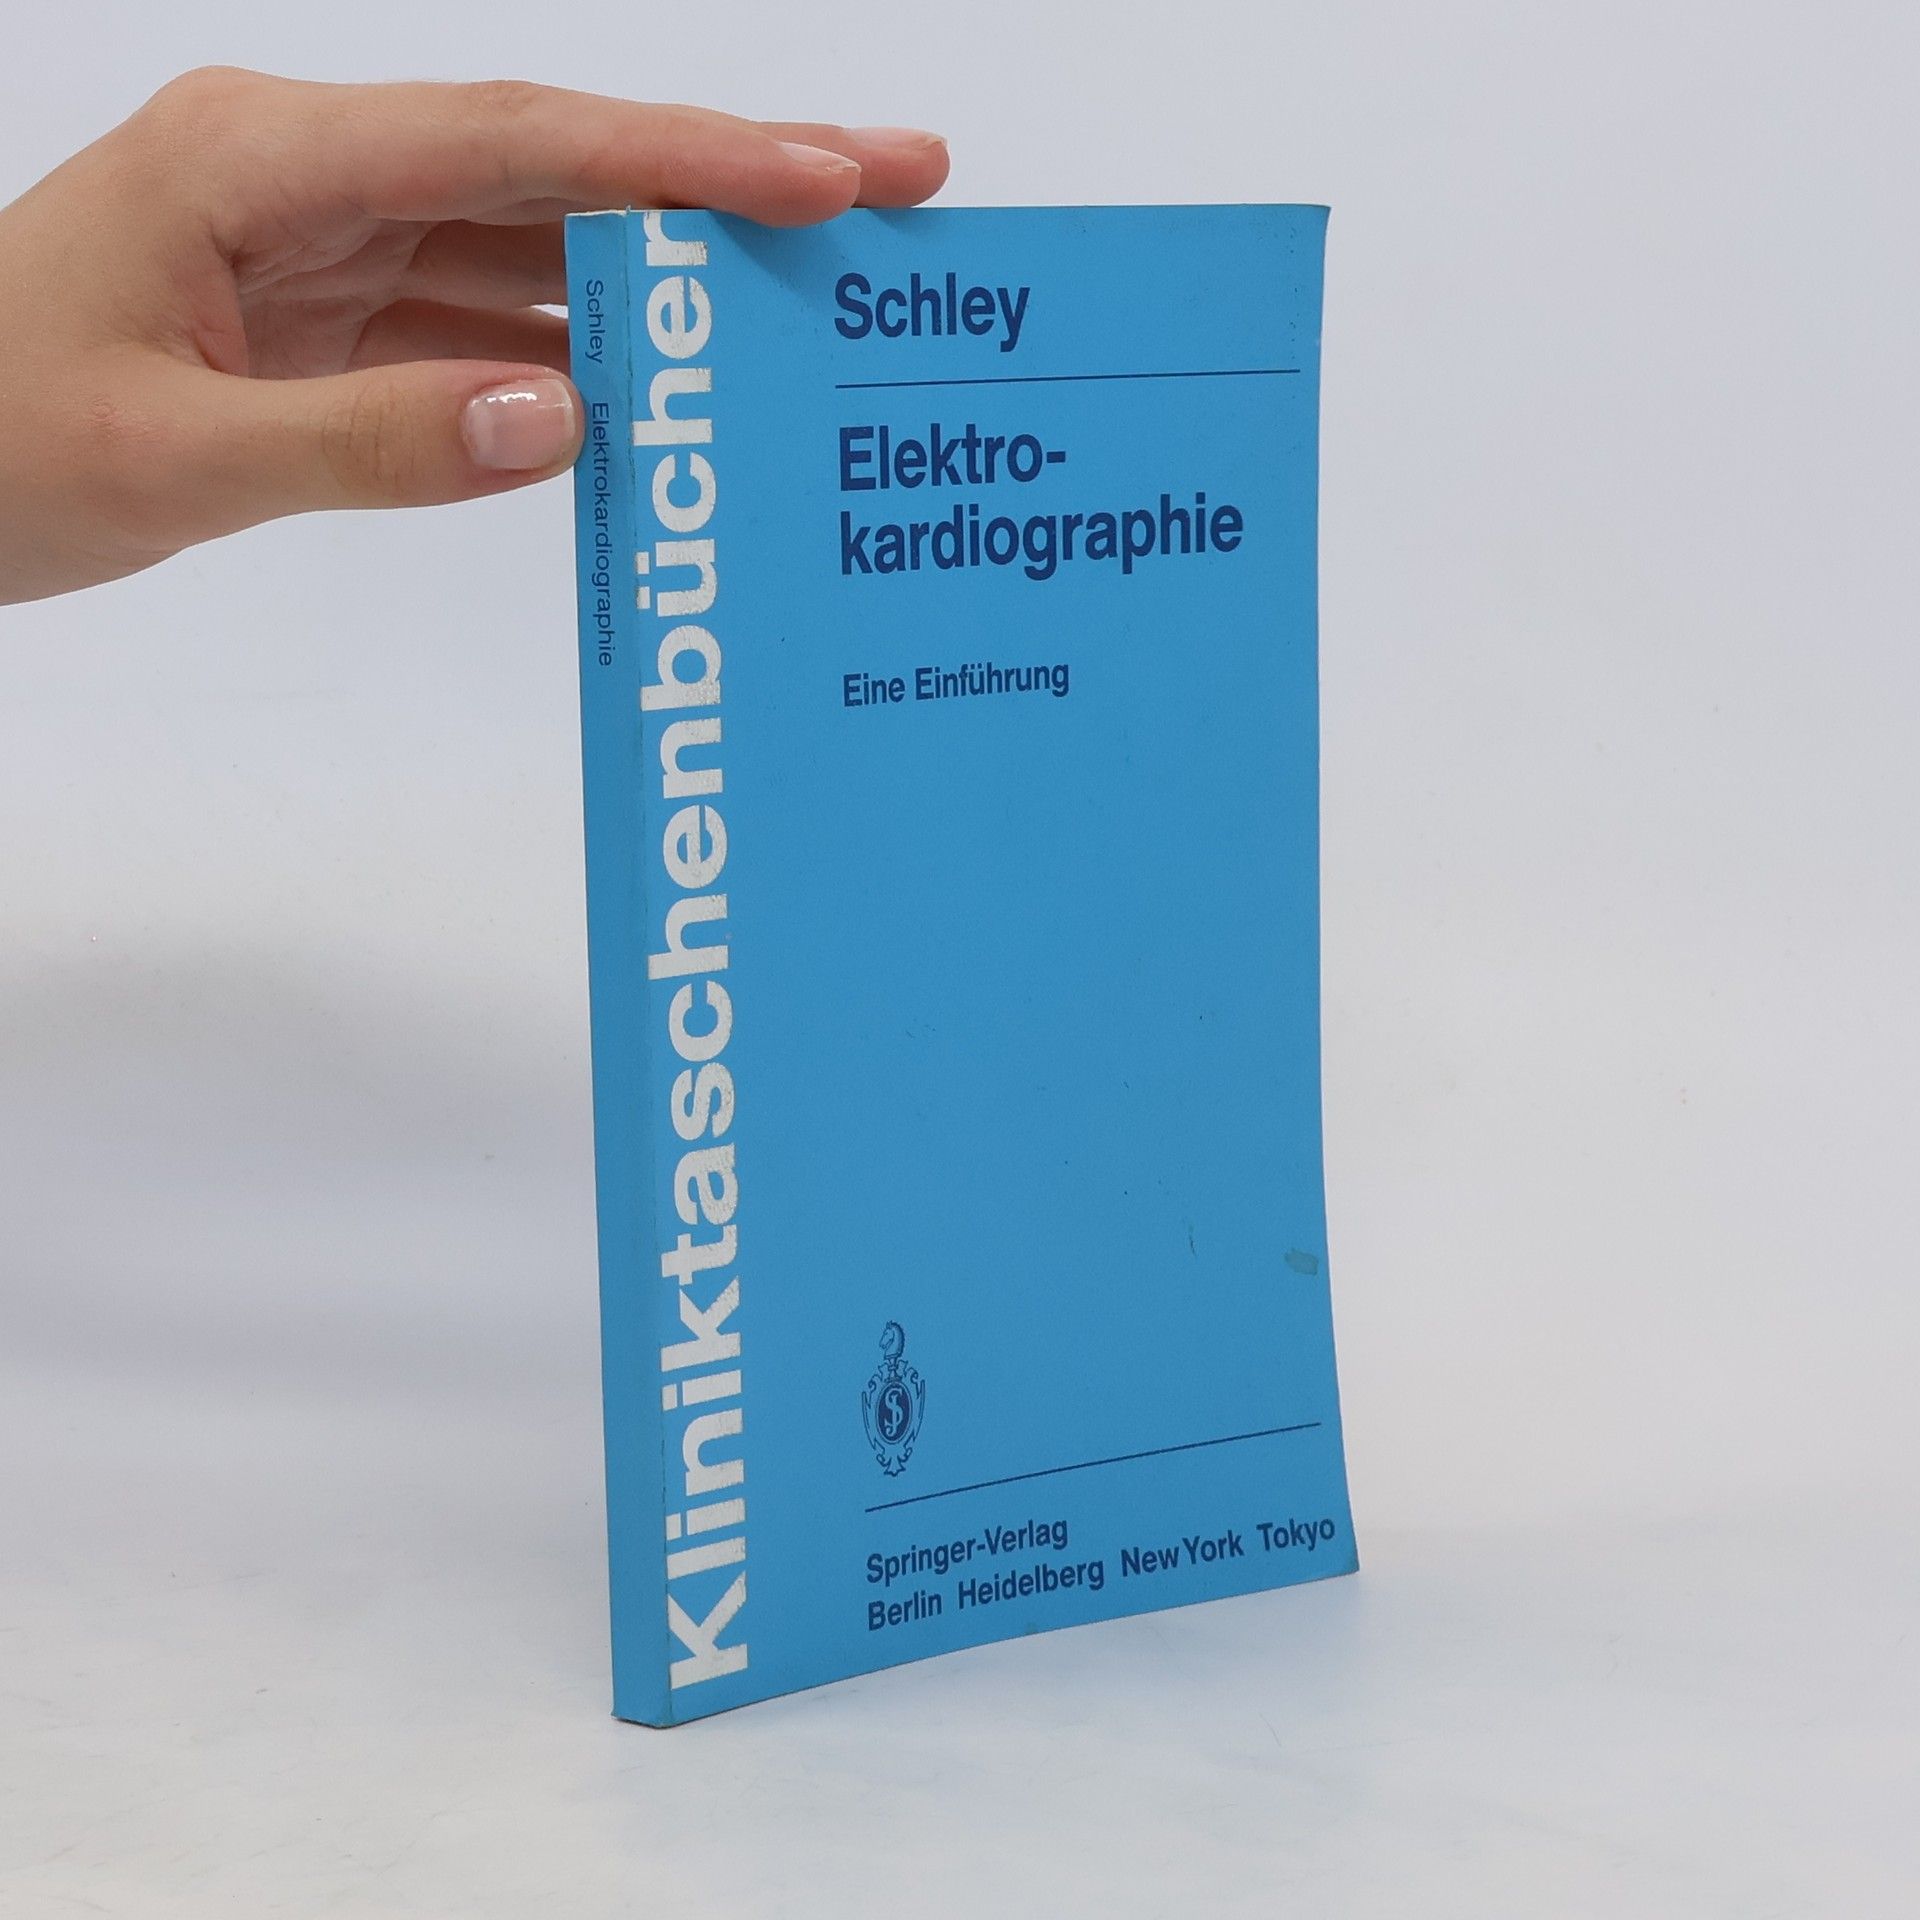 Schley Elektrokardiographie
Kliniktaschenbücher
Schley
Elektro-
kardiographie
Eine Einführung
Springer-Verlag
Berlin Heidelberg New York Tokyo